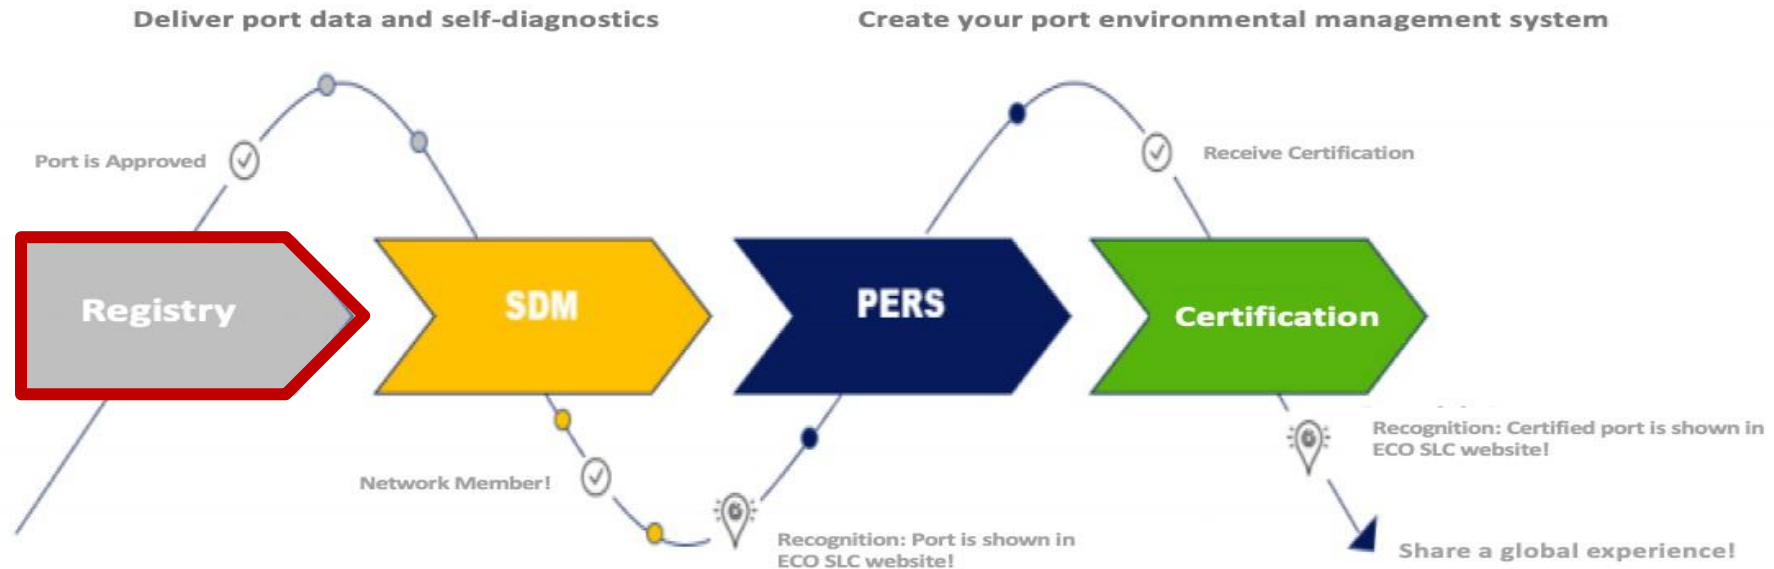 Deliver port data and self-diagnostics
Create your port environmental management system
Port is Approved
Receive Certification
Registry
SDM
PERS
Certification
Network Member!
Recognition: Port is shown in
ECO SLC website!
Recognition: Certified port is shown in
ECO SLC website!
Share a global experience!